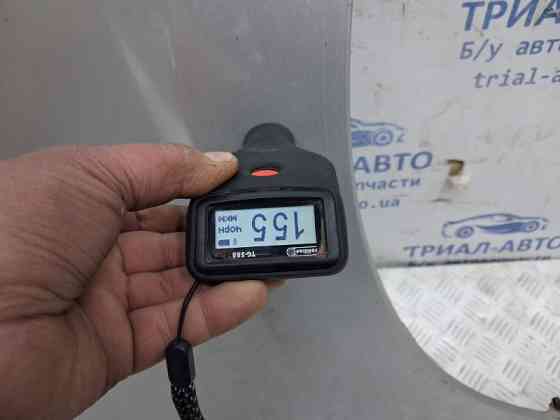 ТРИАЛ-
Б/у авто
trial-a
АВТО
пчасти
o.ua
ТРИАЛ-АВТО
155
ЧОРН
МКМ
TG-588